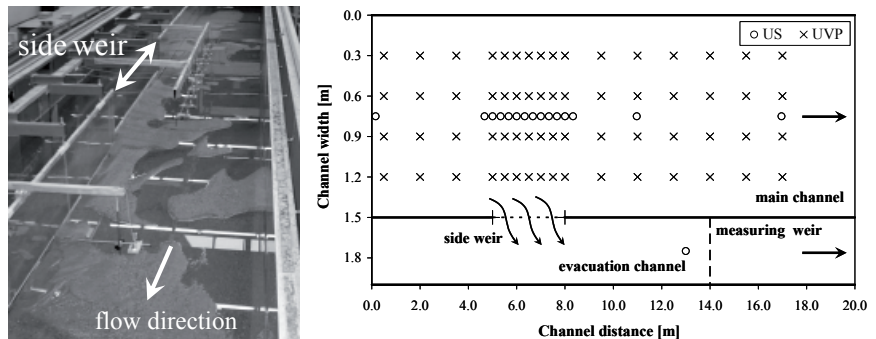 side weir
flow direction
US UVP
Channel width [m]
0.0
0.3
0.6
0.9
1.2
1.5
1.8
main channel
side weir
measuring weir
evacuation channel
0.0 2.0 4.0 6.0 8.0 10.0 12.0 14.0 16.0 18.0 20.0
Channel distance [m]